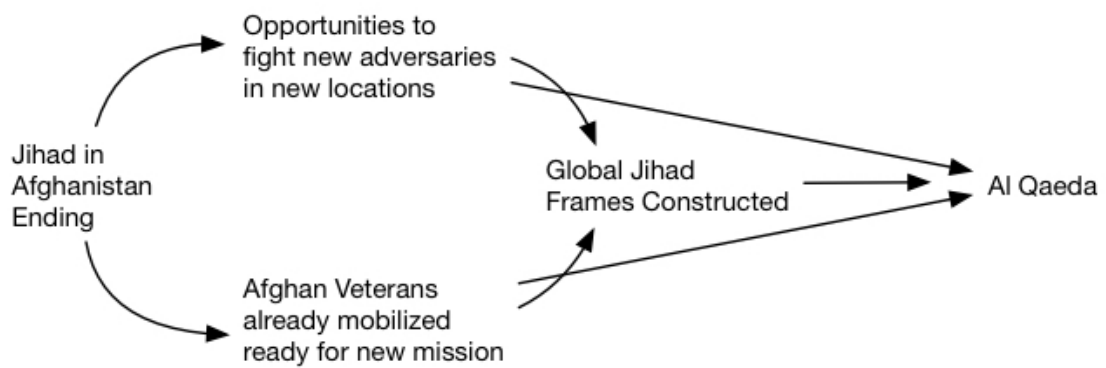 Opportunities to
fight new adversaries
in new locations
Jihad in
Afghanistan
Ending
Global Jihad
Frames Constructed
Al Qaeda
Afghan Veterans
already mobilized
ready for new mission